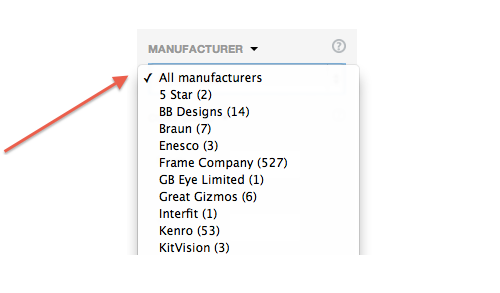 MANUFACTURER
?
✓ All manufacturers
5 Star (2)
BB Designs (14)
Braun (7)
Enesco (3)
Frame Company (527)
GB Eye Limited (1)
Great Gizmos (6)
Interfit (1)
Kenro (53)
KitVision (3)